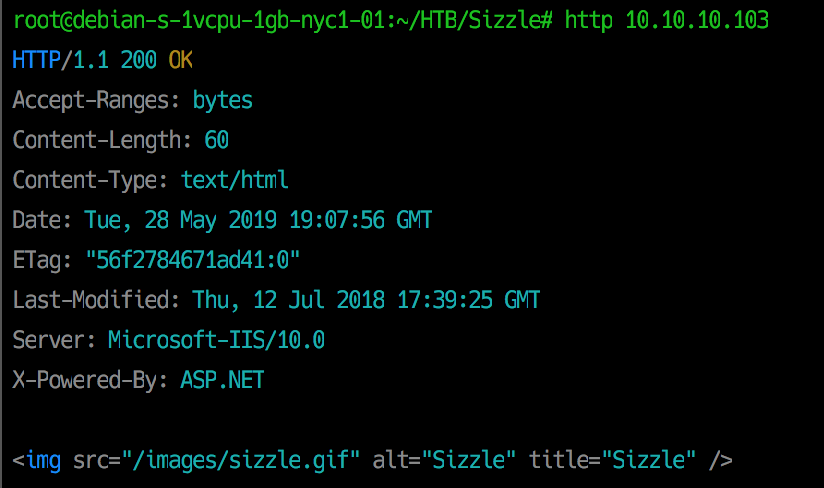 root@debian-s-1vcpu-1gb-nyc1-01:~/HTB/Sizzle# http 10.10.10.103
HTTP/1.1 200 OK
Accept-Ranges: bytes
Content-Length: 60
Content-Type: text/html
Date: Tue, 28 May 2019 19:07:56 GMT
ETag: "56f2784671ad41:0"
Last-Modified: Thu, 12 Jul 2018 17:39:25 GMT
Server: Microsoft-IIS/10.0
X-Powered-By: ASP.NET
<img src="/images/sizzle.gif" alt="Sizzle" title="Sizzle" />